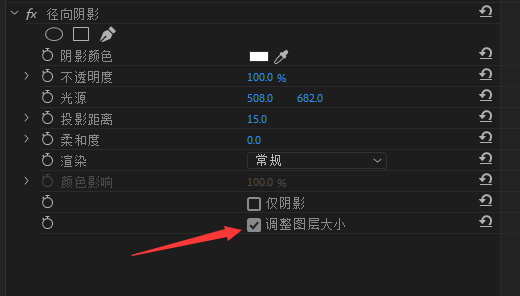 fx 径向阴影
阴影颜色
不透明度 100.0 %
光源 508.0 682.0
投影距离 15.0
柔和度 0.0
渲染 常规
颜色影响 100.0 %
仅阴影
调整图层大小